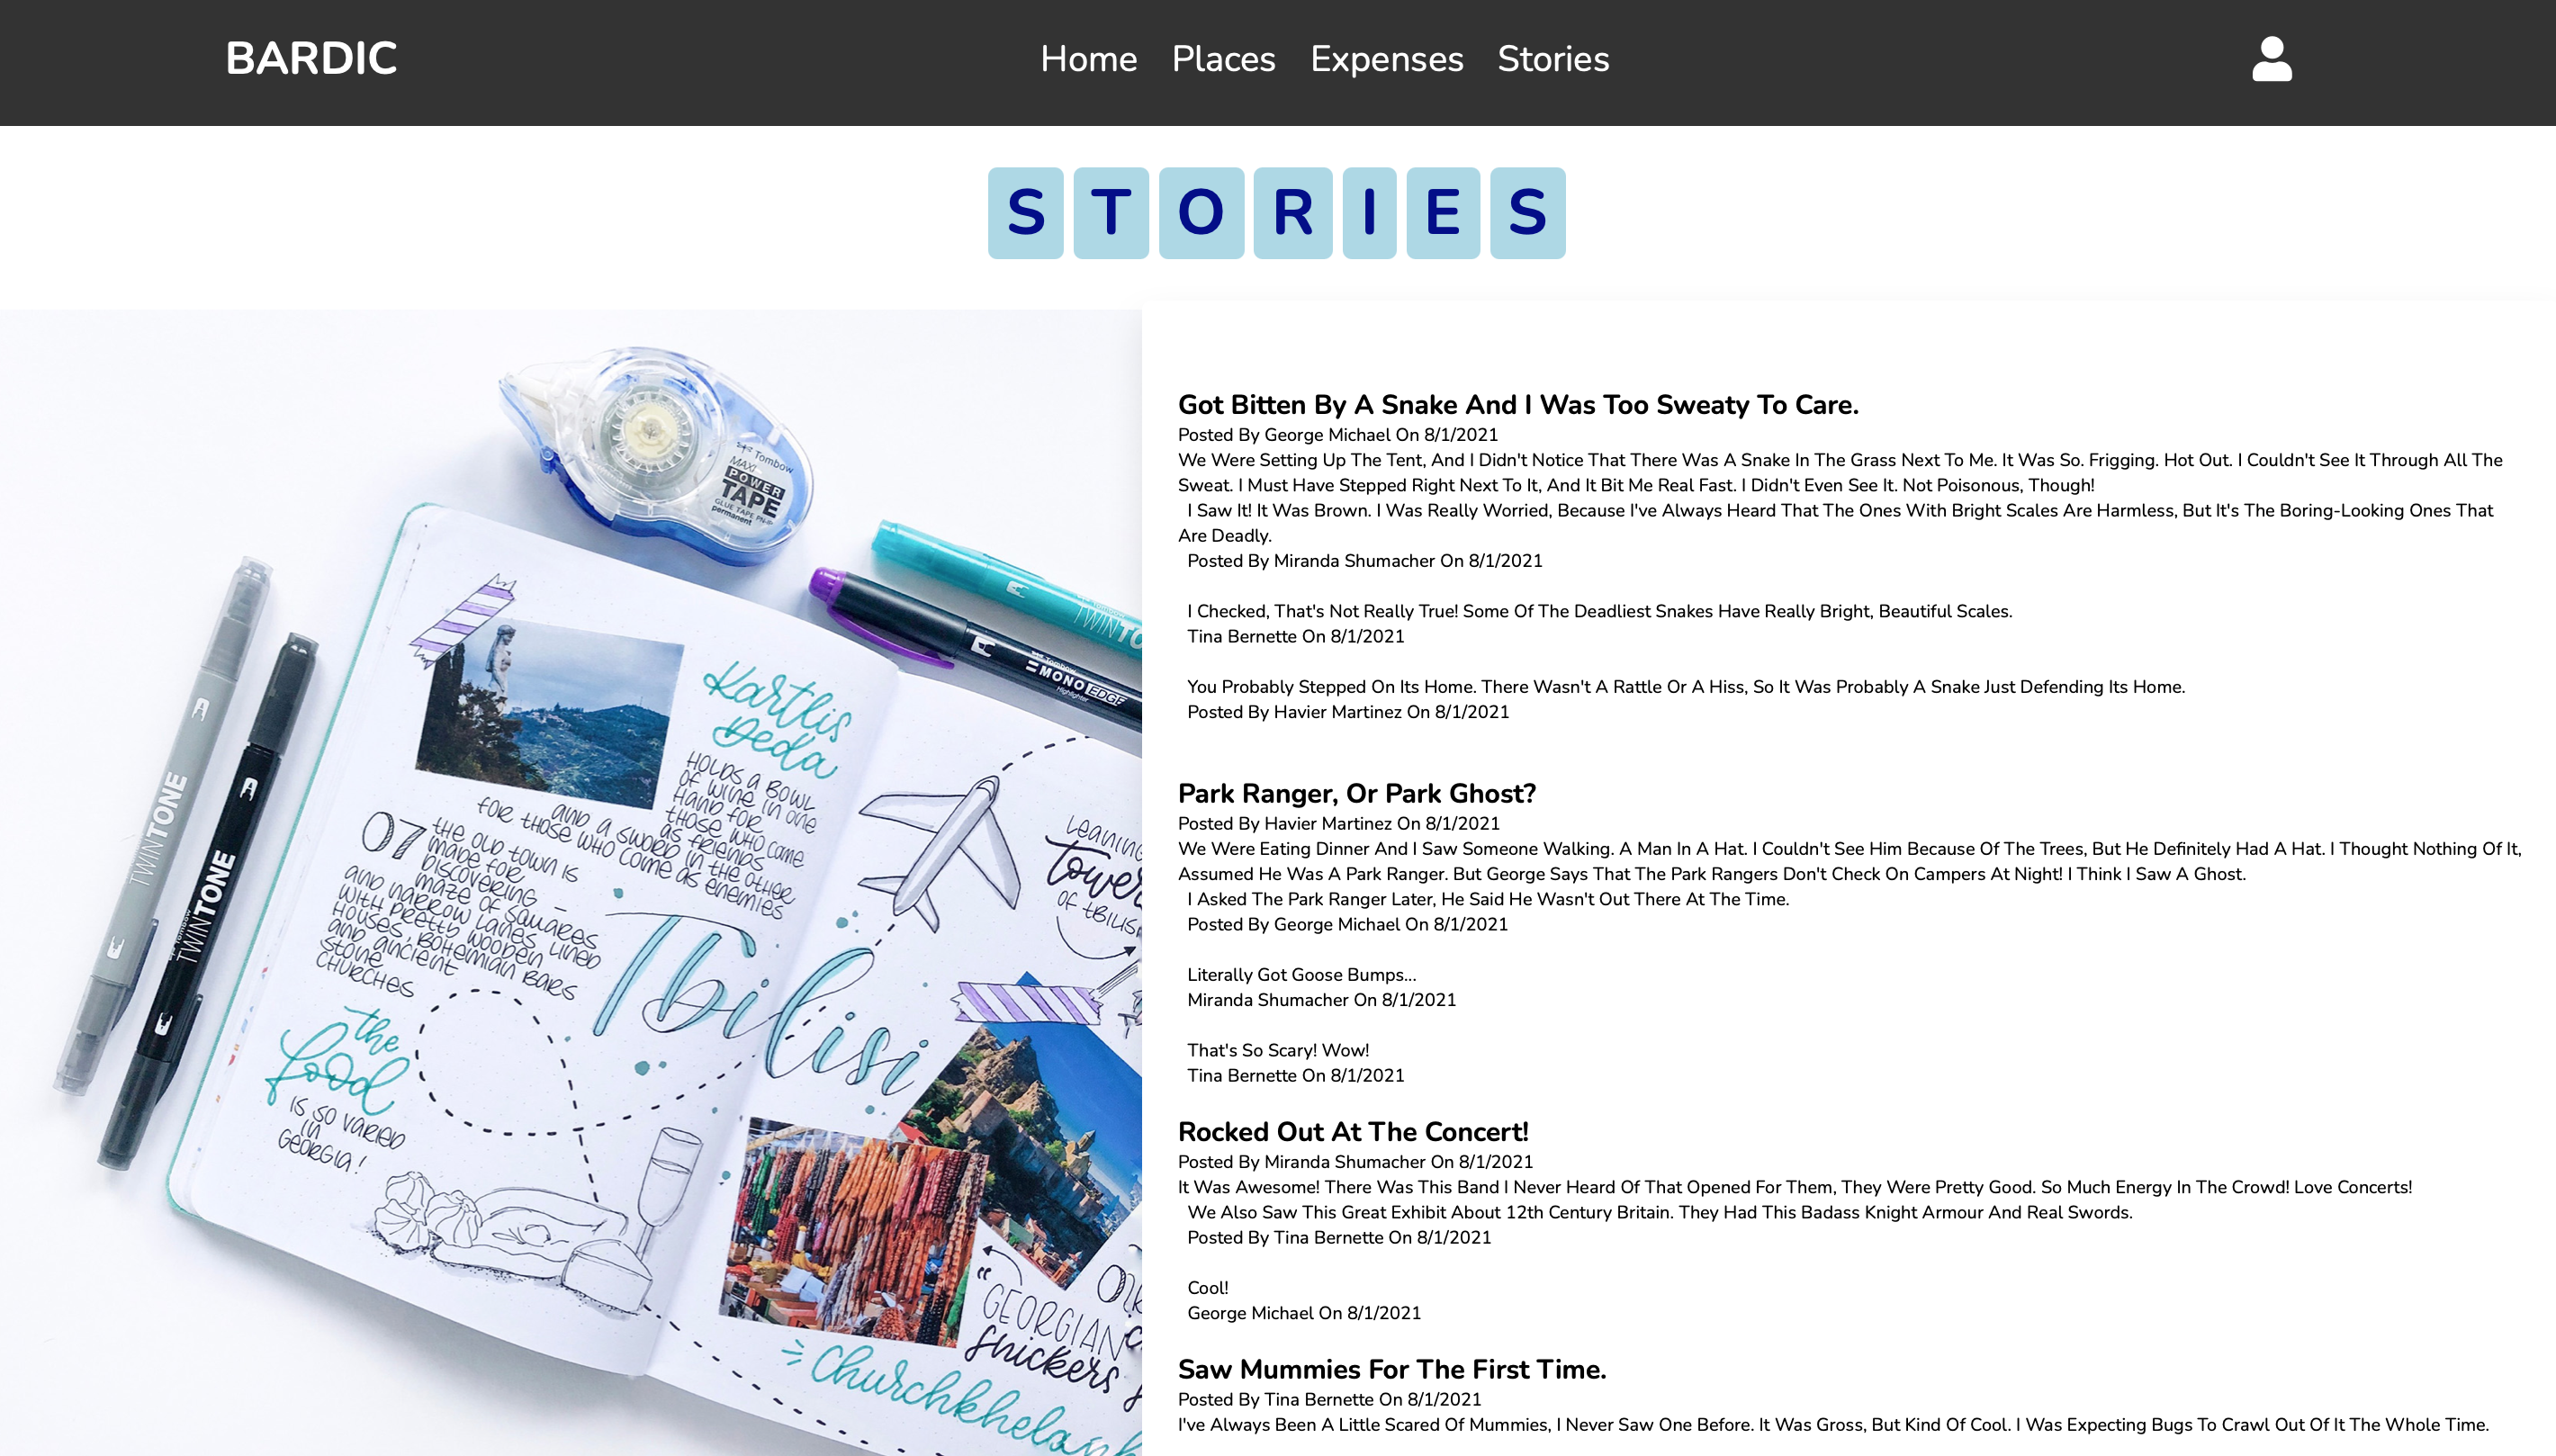 BARDIC
Home Places Expenses Stories
STORIES
Tombow
MAXI
POWER
TAPE
GLUE TAPE
permanent
TWINTONE
TWINTONE
MONO EDGE
Highlighter
Kartlis
Deda
HOLDS A BOWL
OF WINE IN ONE
HAND FOR
THOSE WHO CAME
AS FRIENDS
AND A SWORD IN THE OTHER
FOR THOSE WHO COME AS ENEMIES
07
THE OLD TOWN IS
MADE FOR
DISCOVERING –
MAZE OF SQUARES
AND NARROW LANES, LINED
WITH PRETTY WOODEN
HOUSES, BOHEMIAN BARS
AND ANCIENT
STONE
CHURCHES
Tbilisi
the
food
IS SO VARIED
IN
GEORGIA!
LEANING
Tower
OF TBILISI
"GEORGIAN
Snickers
Churchkhela
Got Bitten By A Snake And I Was Too Sweaty To Care.
Posted By George Michael On 8/1/2021
We Were Setting Up The Tent, And I Didn't Notice That There Was A Snake In The Grass Next To Me. It Was So. Frigging. Hot Out. I Couldn't See It Through All The
Sweat. I Must Have Stepped Right Next To It, And It Bit Me Real Fast. I Didn't Even See It. Not Poisonous, Though!
I Saw It! It Was Brown. I Was Really Worried, Because I've Always Heard That The Ones With Bright Scales Are Harmless, But It's The Boring-Looking Ones That
Are Deadly.
Posted By Miranda Shumacher On 8/1/2021
I Checked, That's Not Really True! Some Of The Deadliest Snakes Have Really Bright, Beautiful Scales.
Tina Bernette On 8/1/2021
You Probably Stepped On Its Home. There Wasn't A Rattle Or A Hiss, So It Was Probably A Snake Just Defending Its Home.
Posted By Havier Martinez On 8/1/2021
Park Ranger, Or Park Ghost?
Posted By Havier Martinez On 8/1/2021
We Were Eating Dinner And I Saw Someone Walking. A Man In A Hat. I Couldn't See Him Because Of The Trees, But He Definitely Had A Hat. I Thought Nothing Of It,
Assumed He Was A Park Ranger. But George Says That The Park Rangers Don't Check On Campers At Night! I Think I Saw A Ghost.
I Asked The Park Ranger Later, He Said He Wasn't Out There At The Time.
Posted By George Michael On 8/1/2021
Literally Got Goose Bumps...
Miranda Shumacher On 8/1/2021
That's So Scary! Wow!
Tina Bernette On 8/1/2021
Rocked Out At The Concert!
Posted By Miranda Shumacher On 8/1/2021
It Was Awesome! There Was This Band I Never Heard Of That Opened For Them, They Were Pretty Good. So Much Energy In The Crowd! Love Concerts!
We Also Saw This Great Exhibit About 12th Century Britain. They Had This Badass Knight Armour And Real Swords.
Posted By Tina Bernette On 8/1/2021
Cool!
George Michael On 8/1/2021
Saw Mummies For The First Time.
Posted By Tina Bernette On 8/1/2021
I've Always Been A Little Scared Of Mummies, I Never Saw One Before. It Was Gross, But Kind Of Cool. I Was Expecting Bugs To Crawl Out Of It The Whole Time.